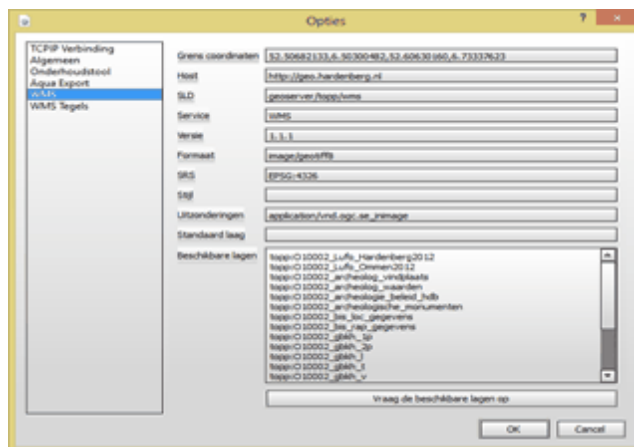 Opties
TCPIP Verbinding
Algemeen
Onderhoudstool
Aqua Export
WMS
WMS Tegels
Grens coordinaten 52.50682133,6.50300482,52.60630160,6.73337623
Host http://geo.hardenberg.nl
SLD geoserver/topp/wms
Service WMS
Versie 1.1.1
Formaat image/geotiff8
SRS EPSG:4326
Stijl
Uitzonderingen application/vnd.ogc.se_inimage
Standaard laag
Beschikbare lagen
topp:O10002_Lufo_Hardenberg2012
topp:O10002_Lufo_Ommen2012
topp:O10002_archeolog_vindplaats
topp:O10002_archeolog_waarden
topp:O10002_archeologie_beleid_hdb
topp:O10002_archeologische_monumenten
topp:O10002_bis_loc_gegevens
topp:O10002_bis_rap_gegevens
topp:O10002_gbkh_1p
topp:O10002_gbkh_2p
topp:O10002_gbkh_l
topp:O10002_gbkh_t
topp:O10002_gbkh_v
Vraag de beschikbare lagen op
OK Cancel